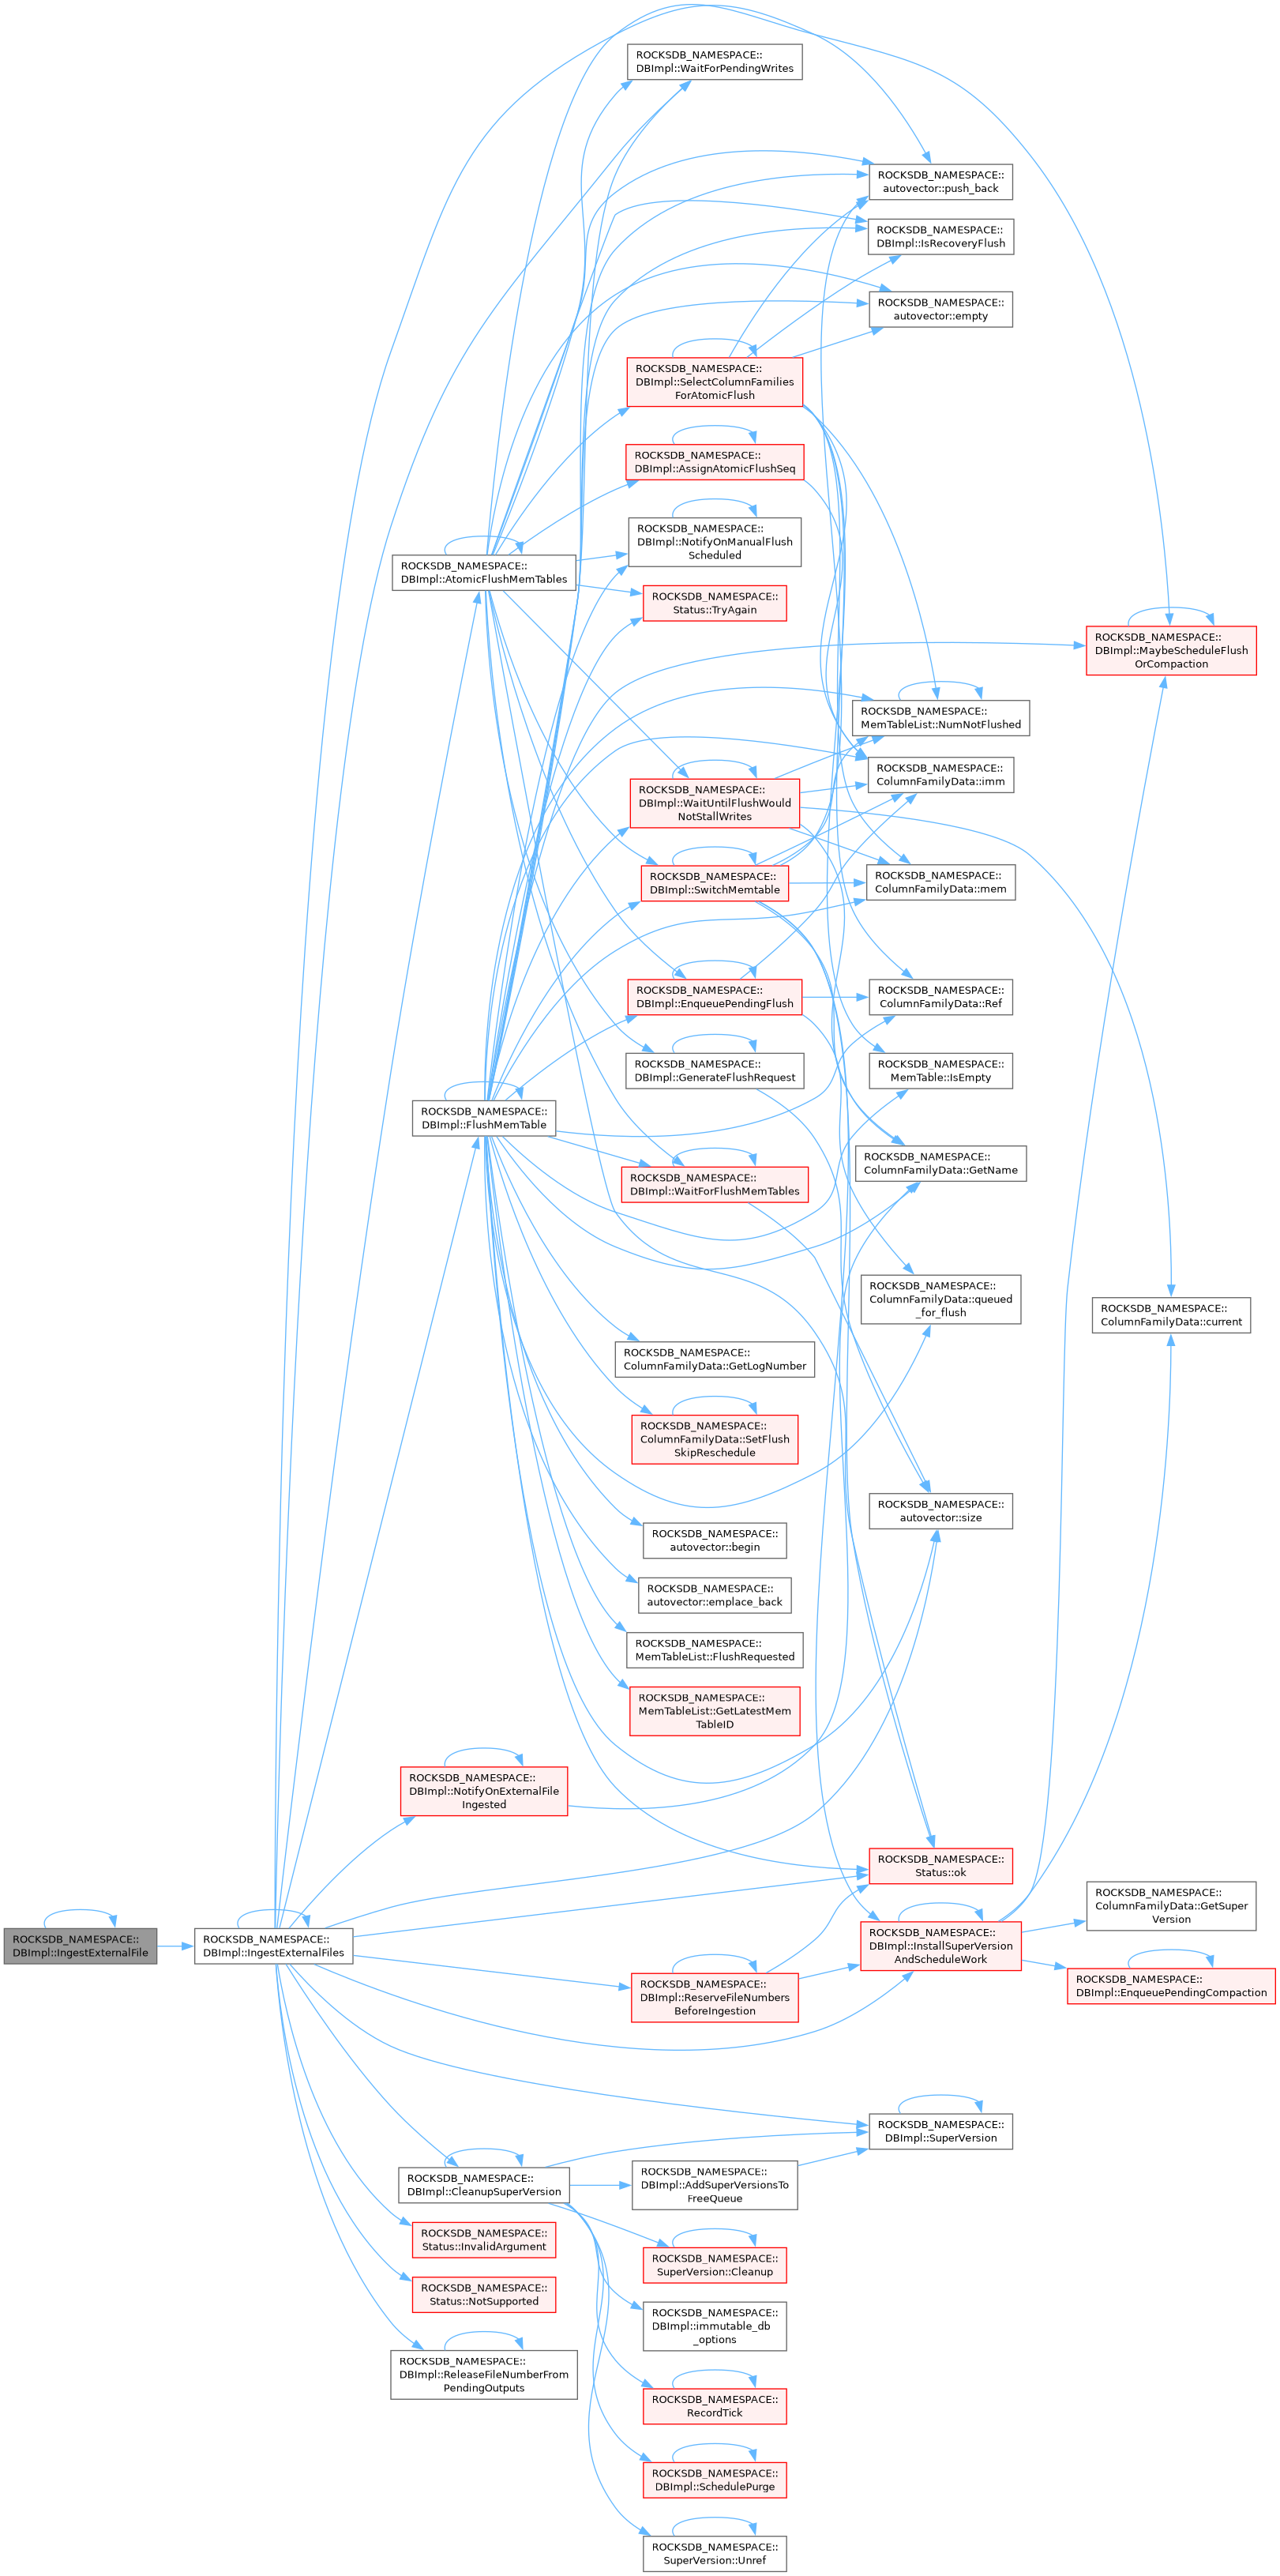 ROCKSDB_NAMESPACE::
DBImpl::WaitForPendingWrites
ROCKSDB_NAMESPACE::
autovector::push_back
ROCKSDB_NAMESPACE::
DBImpl::IsRecoveryFlush
ROCKSDB_NAMESPACE::
autovector::empty
ROCKSDB_NAMESPACE::
DBImpl::SelectColumnFamilies
ForAtomicFlush
ROCKSDB_NAMESPACE::
DBImpl::AssignAtomicFlushSeq
ROCKSDB_NAMESPACE::
DBImpl::NotifyOnManualFlush
Scheduled
ROCKSDB_NAMESPACE::
DBImpl::AtomicFlushMemTables
ROCKSDB_NAMESPACE::
Status::TryAgain
ROCKSDB_NAMESPACE::
DBImpl::MaybeScheduleFlush
OrCompaction
ROCKSDB_NAMESPACE::
MemTableList::NumNotFlushed
ROCKSDB_NAMESPACE::
ColumnFamilyData::imm
ROCKSDB_NAMESPACE::
DBImpl::WaitUntilFlushWould
NotStallWrites
ROCKSDB_NAMESPACE::
DBImpl::SwitchMemtable
ROCKSDB_NAMESPACE::
ColumnFamilyData::mem
ROCKSDB_NAMESPACE::
DBImpl::EnqueuePendingFlush
ROCKSDB_NAMESPACE::
ColumnFamilyData::Ref
ROCKSDB_NAMESPACE::
DBImpl::GenerateFlushRequest
ROCKSDB_NAMESPACE::
MemTable::IsEmpty
ROCKSDB_NAMESPACE::
DBImpl::FlushMemTable
ROCKSDB_NAMESPACE::
ColumnFamilyData::GetName
ROCKSDB_NAMESPACE::
DBImpl::WaitForFlushMemTables
ROCKSDB_NAMESPACE::
ColumnFamilyData::queued
_for_flush
ROCKSDB_NAMESPACE::
ColumnFamilyData::current
ROCKSDB_NAMESPACE::
ColumnFamilyData::GetLogNumber
ROCKSDB_NAMESPACE::
ColumnFamilyData::SetFlush
SkipReschedule
ROCKSDB_NAMESPACE::
autovector::size
ROCKSDB_NAMESPACE::
autovector::begin
ROCKSDB_NAMESPACE::
autovector::emplace_back
ROCKSDB_NAMESPACE::
MemTableList::FlushRequested
ROCKSDB_NAMESPACE::
MemTableList::GetLatestMem
TableID
ROCKSDB_NAMESPACE::
DBImpl::NotifyOnExternalFile
Ingested
ROCKSDB_NAMESPACE::
Status::ok
ROCKSDB_NAMESPACE::
ColumnFamilyData::GetSuper
Version
ROCKSDB_NAMESPACE::
DBImpl::IngestExternalFile
ROCKSDB_NAMESPACE::
DBImpl::IngestExternalFiles
ROCKSDB_NAMESPACE::
DBImpl::InstallSuperVersion
AndScheduleWork
ROCKSDB_NAMESPACE::
DBImpl::EnqueuePendingCompaction
ROCKSDB_NAMESPACE::
DBImpl::ReserveFileNumbers
BeforeIngestion
ROCKSDB_NAMESPACE::
DBImpl::SuperVersion
ROCKSDB_NAMESPACE::
DBImpl::CleanupSuperVersion
ROCKSDB_NAMESPACE::
DBImpl::AddSuperVersionsTo
FreeQueue
ROCKSDB_NAMESPACE::
Status::InvalidArgument
ROCKSDB_NAMESPACE::
SuperVersion::Cleanup
ROCKSDB_NAMESPACE::
Status::NotSupported
ROCKSDB_NAMESPACE::
DBImpl::immutable_db
_options
ROCKSDB_NAMESPACE::
DBImpl::ReleaseFileNumberFrom
PendingOutputs
ROCKSDB_NAMESPACE::
RecordTick
ROCKSDB_NAMESPACE::
DBImpl::SchedulePurge
ROCKSDB_NAMESPACE::
SuperVersion::Unref